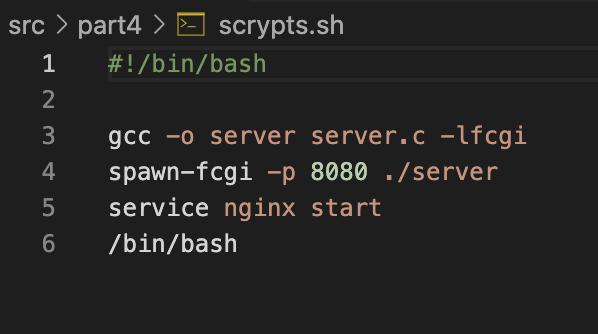 src > part4 > scrypts.sh
1 #!/bin/bash
2
3 gcc -o server server.c -lfcgi
4 spawn-fcgi -p 8080 ./server
5 service nginx start
6 /bin/bash